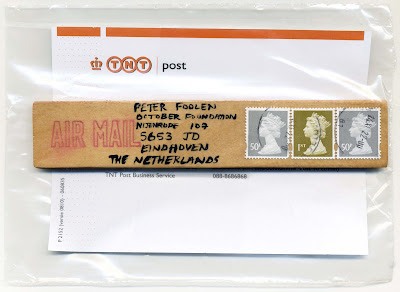 TNT post
AIR MAIL
PETER FOOLEN
OCTOBER FOUNDATION
NIJENRODE 107
5653 JD
EINDHOVEN
THE NETHERLANDS
50P
1ST
50P
TNT Post Business Service 088-8686868